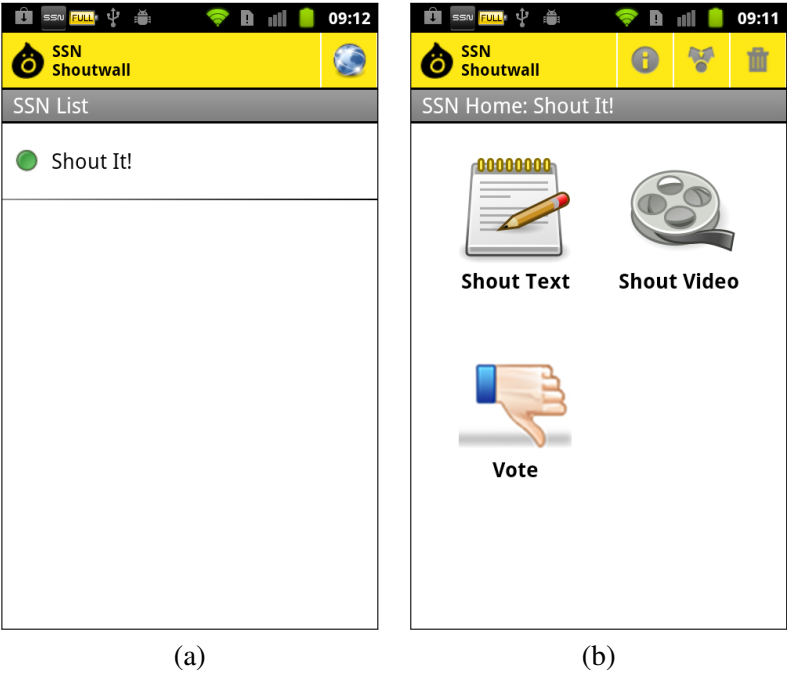 SSN FULL 09:12
SSN
Shoutwall
SSN List
Shout It!
(a)
SSN FULL 09:11
SSN
Shoutwall
SSN Home: Shout It!
Shout Text Shout Video
Vote
(b)